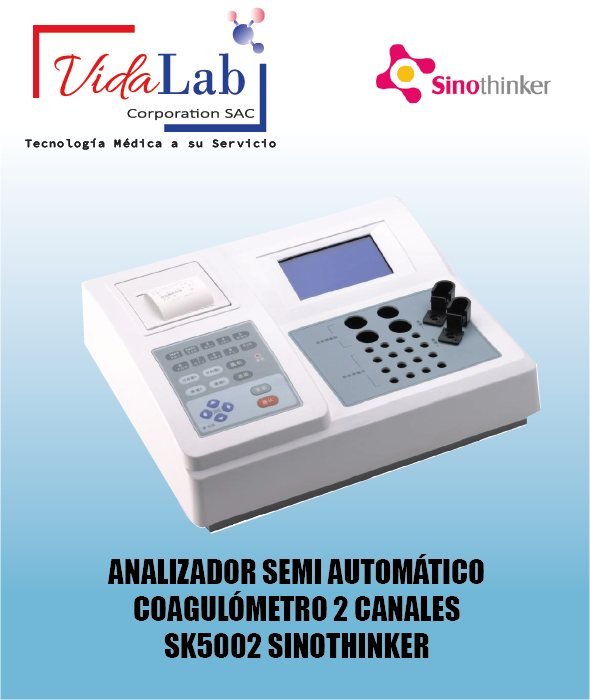 VidaLab
Corporation SAC
Tecnología Médica a su Servicio
Sinothinker
ANALIZADOR SEMI AUTOMÁTICO
COAGULÓMETRO 2 CANALES
SK5002 SINOTHINKER